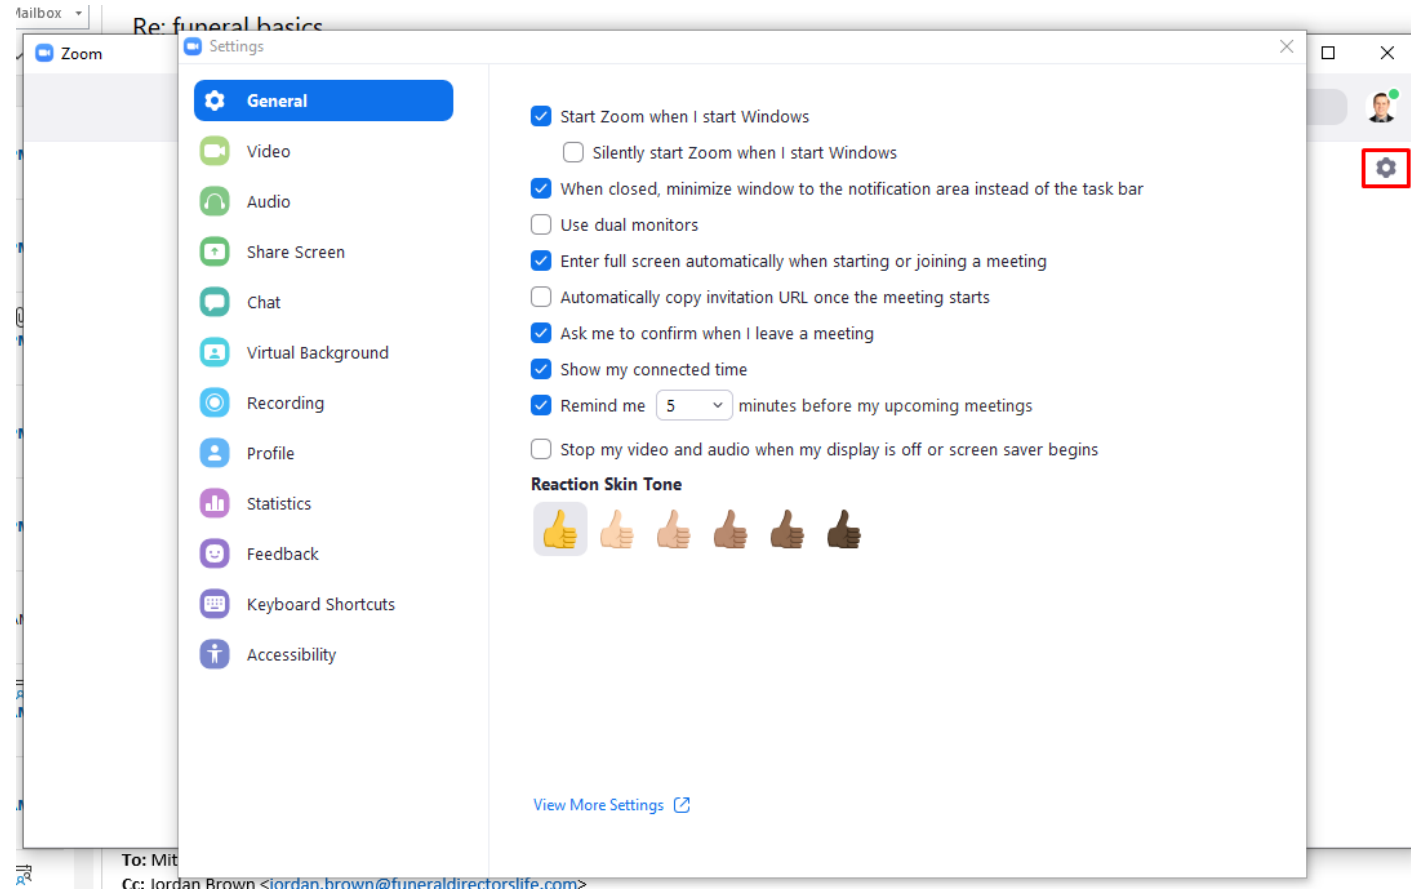 Mailbox
Re: funeral basics
Zoom
Settings
General
Video
Audio
Share Screen
Chat
Virtual Background
Recording
Profile
Statistics
Feedback
Keyboard Shortcuts
Accessibility
Start Zoom when I start Windows
Silently start Zoom when I start Windows
When closed, minimize window to the notification area instead of the task bar
Use dual monitors
Enter full screen automatically when starting or joining a meeting
Automatically copy invitation URL once the meeting starts
Ask me to confirm when I leave a meeting
Show my connected time
Remind me 5 minutes before my upcoming meetings
Stop my video and audio when my display is off or screen saver begins
Reaction Skin Tone
View More Settings
To: Mit
Cc: Jordan Brown <jordan.brown@funeraldirectorslife.com>